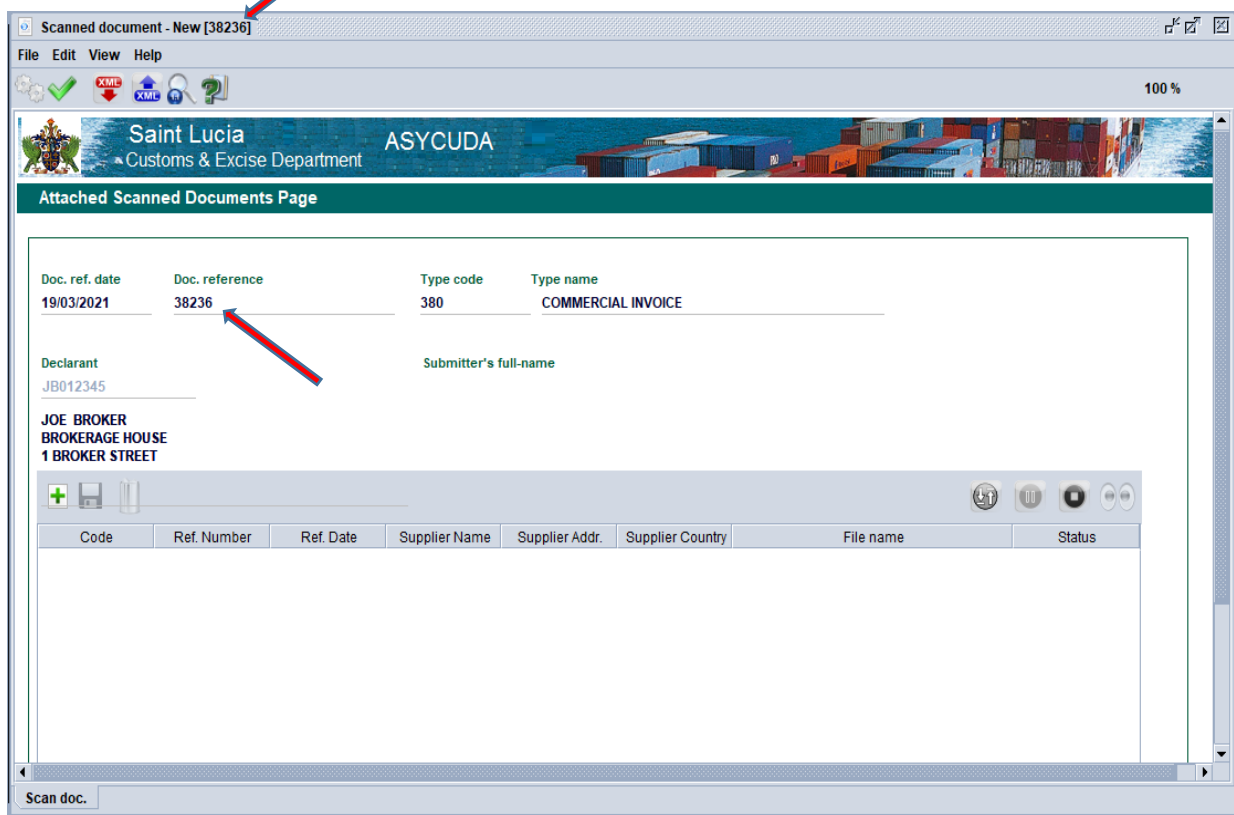 Scanned document - New [38236]
File Edit View Help
XML XML 100 %
Saint Lucia
Customs & Excise Department
ASYCUDA
Attached Scanned Documents Page
Doc. ref. date Doc. reference Type code Type name
19/03/2021 38236 380 COMMERCIAL INVOICE
Declarant Submitter's full-name
JB012345
JOE BROKER
BROKERAGE HOUSE
1 BROKER STREET
Code Ref. Number Ref. Date Supplier Name Supplier Addr. Supplier Country File name Status
Scan doc.